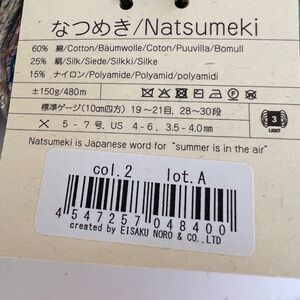 なつめき/Natsumeki
60% 綿/Cotton/Baumwolle/Coton/Puuvilla/Bomull
25% 絹/Silk/Seide/Silkki/Silke
15% ナイロン/Polyamide/Polyamid/polyamidi
±150g/480m
標準ゲージ(10cm四方) 19~21目, 28~30段
5 - 7号, US 4-6, 3.5-4.0mm
3
LIGHT
Natsumeki is Japanese word for "summer is in the air"
col.2 lot.A
4 547257 048400
created by EISAKU NORO & CO.,LTD